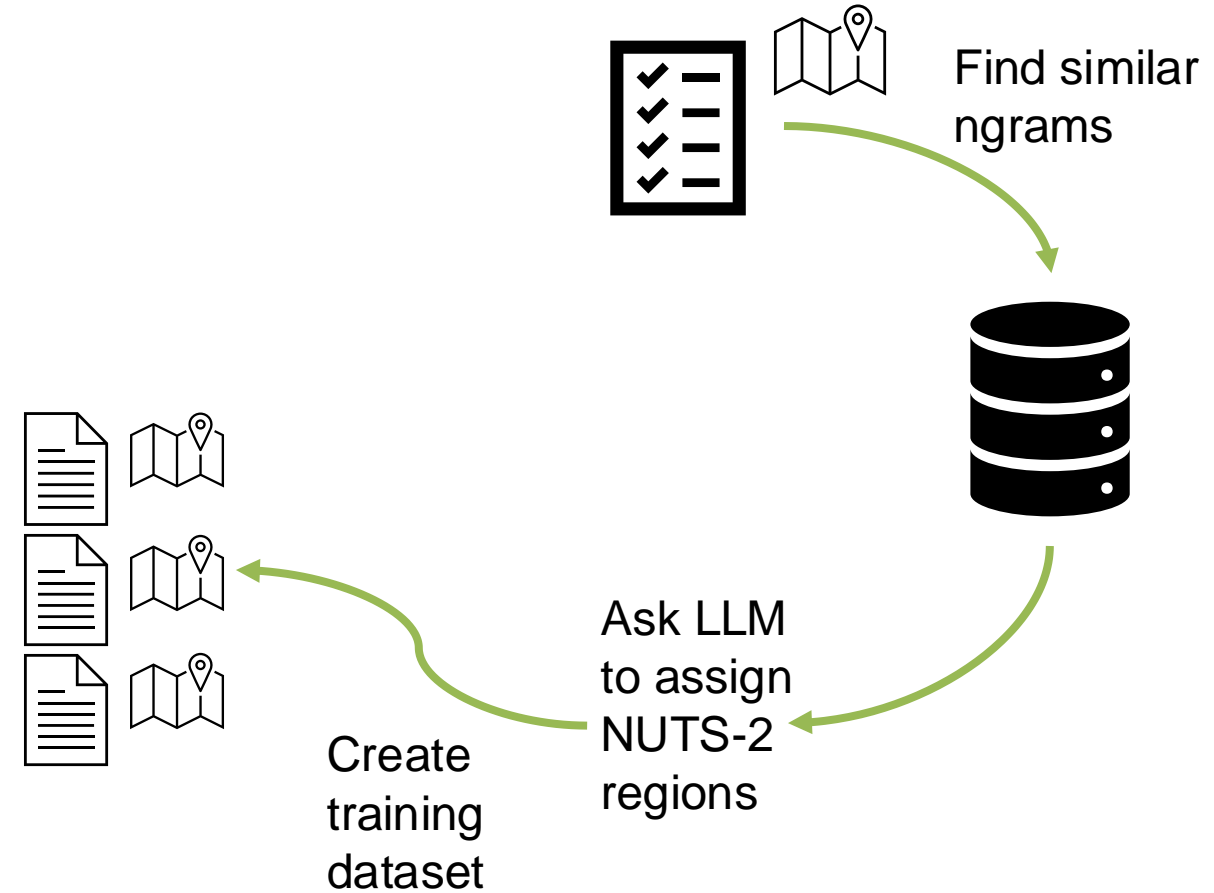 Find similar
ngrams
Ask LLM
to assign
NUTS-2
regions
Create
training
dataset